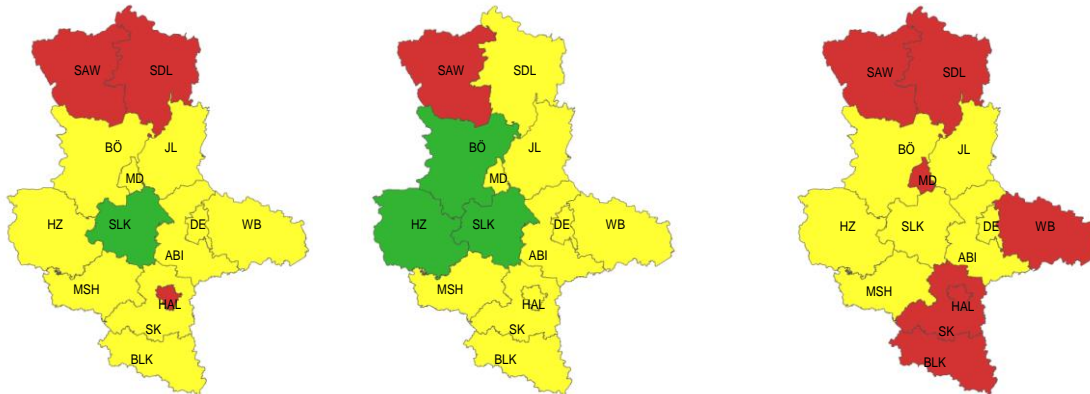 SAW
SDL
BÖ
JL
MD
HZ
SLK
DE
WB
ABI
MSH
HAL
SK
BLK
SAW
SDL
BÖ
JL
MD
HZ
SLK
DE
WB
ABI
MSH
HAL
SK
BLK
SAW
SDL
BÖ
JL
MD
HZ
SLK
DE
WB
ABI
MSH
HAL
SK
BLK